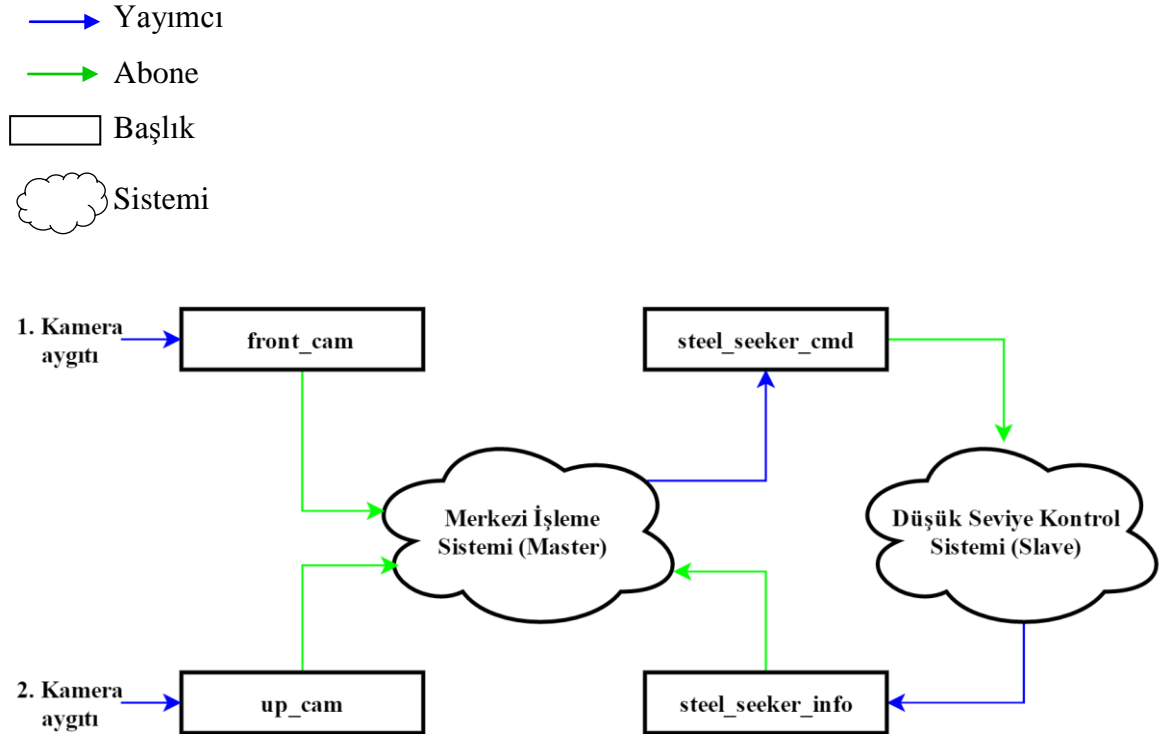 Yayımcı
Abone
Başlık
Sistemi
1. Kamera
aygıtı
front_cam
steel_seeker_cmd
Merkezi İşleme
Sistemi (Master)
Düşük Seviye Kontrol
Sistemi (Slave)
2. Kamera
aygıtı
up_cam
steel_seeker_info